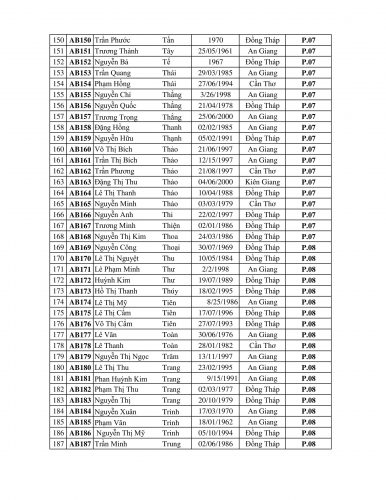 150 AB150 Trần Phước Tần 1970 Đồng Tháp P.07
151 AB151 Trương Thành Tây 25/05/1961 An Giang P.07
152 AB152 Nguyễn Bá Tế 1967 Đồng Tháp P.07
153 AB153 Trần Quang Thái 29/03/1985 An Giang P.07
154 AB154 Phạm Hồng Thái 27/06/1994 Cần Thơ P.07
155 AB155 Nguyễn Chí Thắng 3/26/1998 An Giang P.07
156 AB156 Nguyễn Quốc Thắng 21/04/1978 Đồng Tháp P.07
157 AB157 Trương Trọng Thắng 25/06/2000 An Giang P.07
158 AB158 Đặng Hồng Thanh 02/02/1985 An Giang P.07
159 AB159 Nguyễn Hữu Thạnh 05/02/1991 Đồng Tháp P.07
160 AB160 Võ Thị Bích Thảo 21/06/1997 An Giang P.07
161 AB161 Trần Thị Bích Thảo 12/15/1997 An Giang P.07
162 AB162 Trần Phương Thảo 21/08/1997 Cần Thơ P.07
163 AB163 Đặng Thị Thu Thảo 04/06/2000 Kiên Giang P.07
164 AB164 Lê Thị Thanh Thảo 10/04/1988 Đồng Tháp P.07
165 AB165 Nguyễn Minh Thảo 03/03/1979 Cần Thơ P.07
166 AB166 Nguyễn Anh Thi 22/02/1997 Đồng Tháp P.07
167 AB167 Trương Minh Thiện 02/01/1986 Đồng Tháp P.07
168 AB168 Nguyễn Thị Kim Thoa 24/03/1986 Đồng Tháp P.07
169 AB169 Nguyễn Công Thoại 30/07/1969 Đồng Tháp P.08
170 AB170 Lê Thị Nguyệt Thu 10/05/1984 Đồng Tháp P.08
171 AB171 Lê Phạm Minh Thư 2/2/1998 An Giang P.08
172 AB172 Huỳnh Kim Thư 19/07/1989 Đồng Tháp P.08
173 AB173 Hồ Thị Thanh Thúy 18/02/1995 Đồng Tháp P.08
174 AB174 Lê Thị Mỹ Tiên 8/25/1986 An Giang P.08
175 AB175 Lê Thị Cẩm Tiên 17/07/1996 Đồng Tháp P.08
176 AB176 Võ Thị Cẩm Tiên 27/07/1993 Đồng Tháp P.08
177 AB177 Lê Văn Toàn 30/06/1976 An Giang P.08
178 AB178 Lê Thanh Toàn 28/01/1982 Cần Thơ P.08
179 AB179 Nguyễn Thị Ngọc Trâm 13/11/1997 An Giang P.08
180 AB180 Lê Thị Thu Trang 23/02/1995 An Giang P.08
181 AB181 Phan Huỳnh Kim Trang 9/15/1991 An Giang P.08
182 AB182 Phạm Thị Thu Trang 02/03/1977 Đồng Tháp P.08
183 AB183 Nguyễn Thị Trang 20/10/1979 Đồng Tháp P.08
184 AB184 Nguyễn Xuân Trinh 17/03/1970 An Giang P.08
185 AB185 Phạm Văn Trinh 18/01/1962 An Giang P.08
186 AB186 Nguyễn Thị Mỹ Trinh 05/10/1994 Đồng Tháp P.08
187 AB187 Trần Minh Trung 02/06/1986 Đồng Tháp P.08